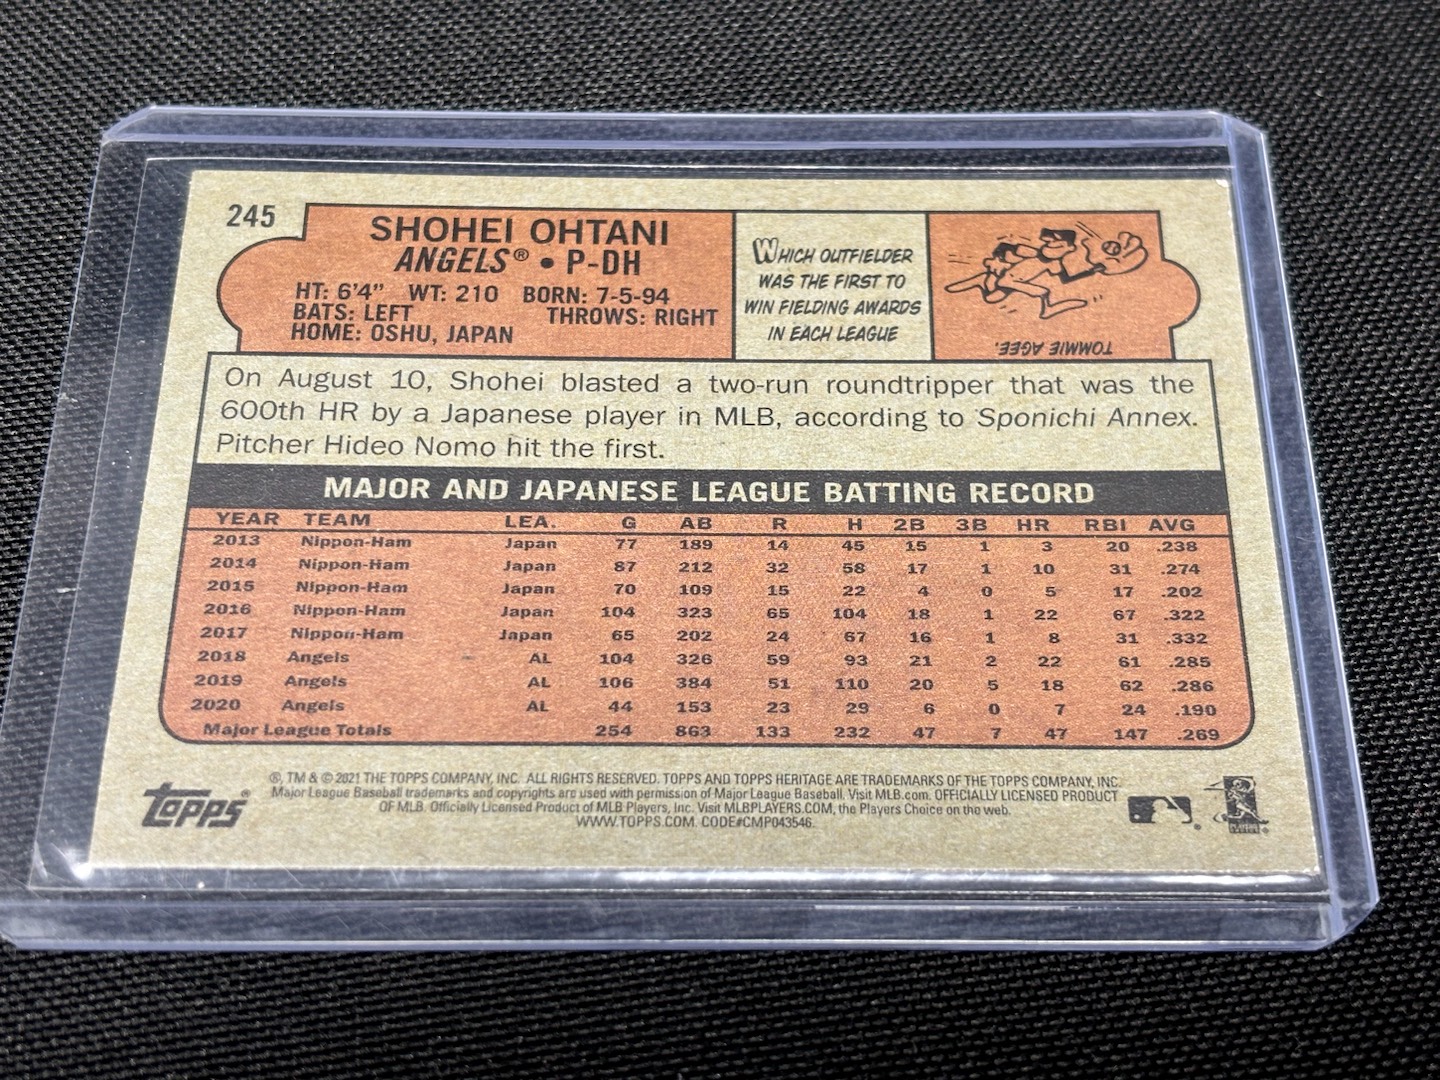 245
SHOHEI OHTANI
ANGELS® • P-DH
HT: 6'4" WT: 210 BORN: 7-5-94
BATS: LEFT THROWS: RIGHT
HOME: OSHU, JAPAN
WHICH OUTFIELDER
WAS THE FIRST TO
WIN FIELDING AWARDS
IN EACH LEAGUE
TOMMIE AGEE.
On August 10, Shohei blasted a two-run roundtripper that was the
600th HR by a Japanese player in MLB, according to Sponichi Annex.
Pitcher Hideo Nomo hit the first.
MAJOR AND JAPANESE LEAGUE BATTING RECORD
YEAR TEAM LEA. G AB R H 2B 3B HR RBI AVG
2013 Nippon-Ham Japan 77 189 14 45 15 1 3 20 .238
2014 Nippon-Ham Japan 87 212 32 58 17 1 10 31 .274
2015 Nippon-Ham Japan 70 109 15 22 4 0 5 17 .202
2016 Nippon-Ham Japan 104 323 65 104 18 1 22 67 .322
2017 Nippon-Ham Japan 65 202 24 67 16 1 8 31 .332
2018 Angels AL 104 326 59 93 21 2 22 61 .285
2019 Angels AL 106 384 51 110 20 5 18 62 .286
2020 Angels AL 44 153 23 29 6 0 7 24 .190
Major League Totals 254 863 133 232 47 7 47 147 .269
topps®
®, TM & © 2021 THE TOPPS COMPANY, INC. ALL RIGHTS RESERVED. TOPPS AND TOPPS HERITAGE ARE TRADEMARKS OF THE TOPPS COMPANY, INC.
Major League Baseball trademarks and copyrights are used with permission of Major League Baseball. Visit MLB.com. OFFICIALLY LICENSED PRODUCT
OF MLB. Officially Licensed Product of MLB Players, Inc. Visit MLBPLAYERS.COM, the Players Choice on the web.
WWW.TOPPS.COM. CODE#CMP043546.